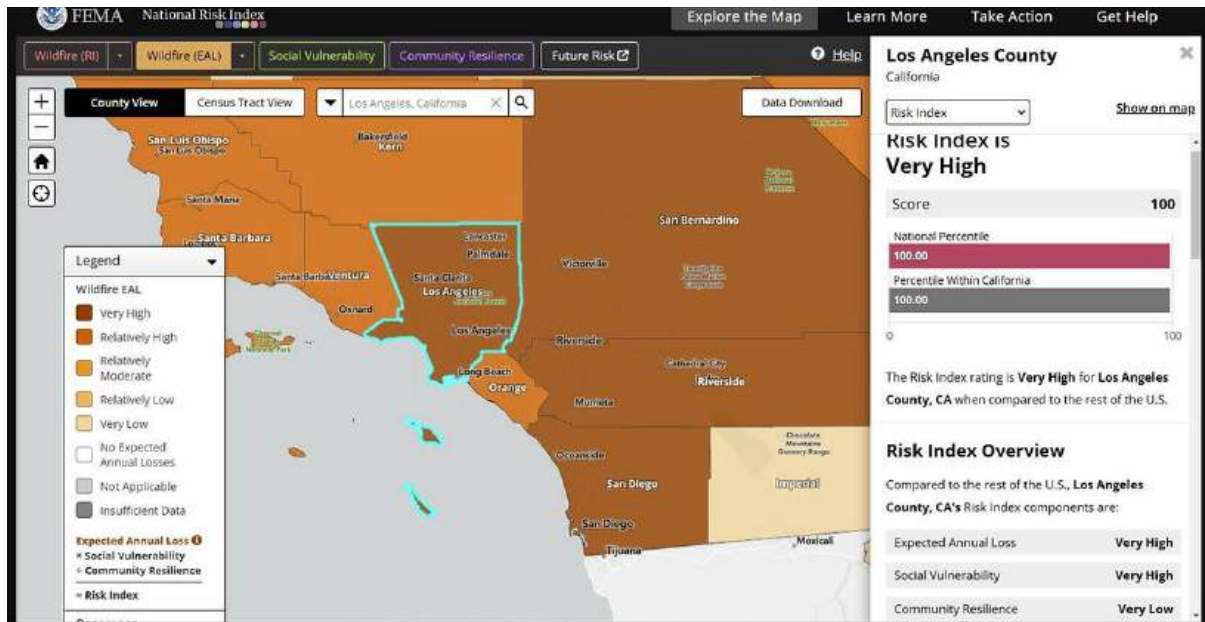 FEMA National Risk Index
Explore the Map Learn More Take Action Get Help
Wildfire (RI) Wildfire (EAL) Social Vulnerability Community Resilience Future Risk Help
County View Census Tract View Los Angeles, California Data Download
San Luis Obispo
San Luis Obispo
Bakersfield
Kern
Santa Maria
San Bernardino
Santa Barbara
Lancaster
Palmdale
Victorville
Santa Barbara
Ventura
Santa Clarita
Los Angeles
Oxnard
Los Angeles
Riverside
Cathedral City
Riverside
Long Beach
Orange
Murrieta
Chocolate
Mountains
Gunnery Range
Oceanside
San Diego
Imperial
San Diego
Tijuana
Mexicali
Legend
Wildfire EAL
Very High
Relatively High
Relatively
Moderate
Relatively Low
Very Low
No Expected
Annual Losses
Not Applicable
Insufficient Data
Expected Annual Loss
× Social Vulnerability
÷ Community Resilience
= Risk Index
Los Angeles County
California
Risk Index
Show on map
Risk Index is
Very High
Score 100
National Percentile
100.00
Percentile Within California
100.00
0 100
The Risk Index rating is Very High for Los Angeles
County, CA when compared to the rest of the U.S.
Risk Index Overview
Compared to the rest of the U.S., Los Angeles
County, CA's Risk Index components are:
Expected Annual Loss Very High
Social Vulnerability Very High
Community Resilience Very Low